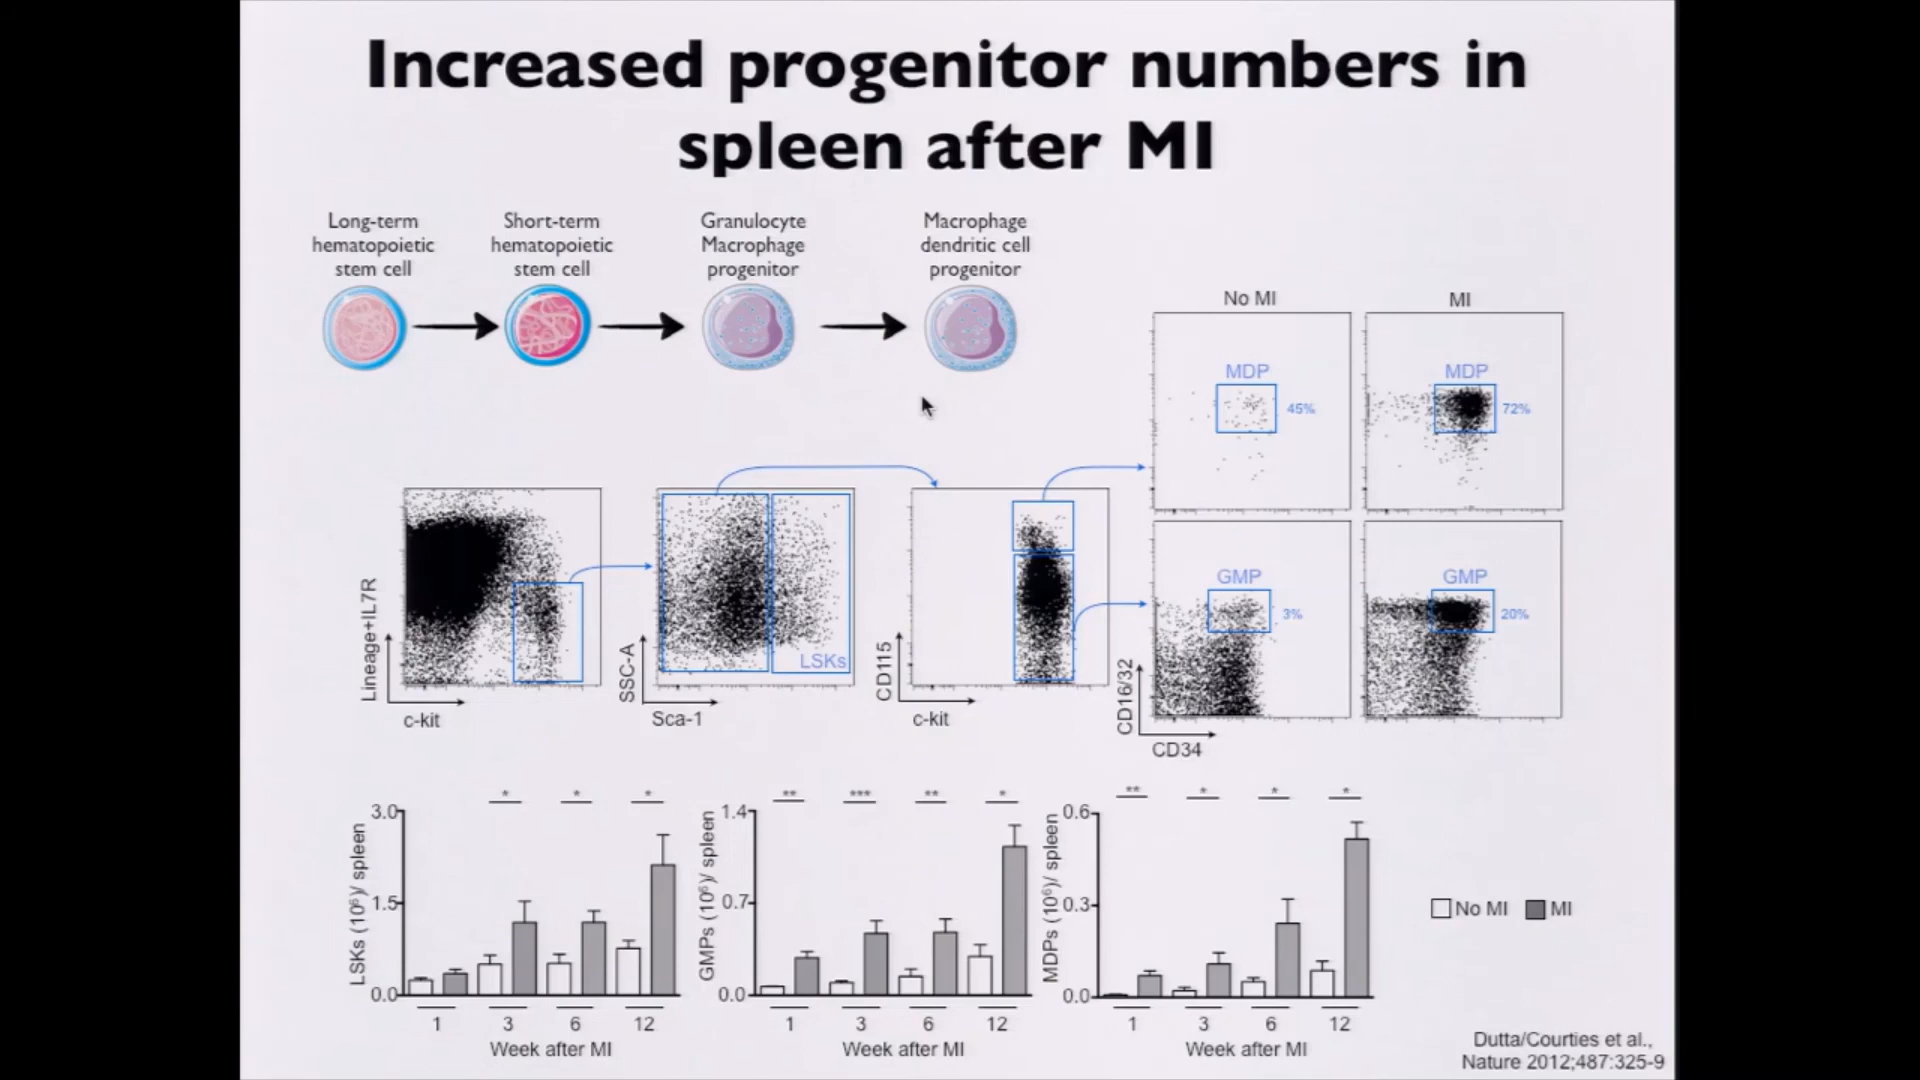 Increased progenitor numbers in
spleen after MI
Long-term
hematopoietic
stem cell
Short-term
hematopoietic
stem cell
Granulocyte
Macrophage
progenitor
Macrophage
dendritic cell
progenitor
No MI
MI
MDP
45%
MDP
72%
GMP
3%
GMP
20%
CD16/32
CD34
Lineage+IL7R
c-kit
SSC-A
LSKs
Sca-1
CD115
c-kit
* * *
LSKs (10⁶)/ spleen
3.0
1.5
0.0
1 3 6 12
Week after MI
** *** ** *
GMPs (10⁶)/ spleen
1.4
0.7
0.0
1 3 6 12
Week after MI
** * * *
MDPs (10⁶)/ spleen
0.6
0.3
0.0
1 3 6 12
Week after MI
No MI MI
Dutta/Courties et al.,
Nature 2012;487:325-9